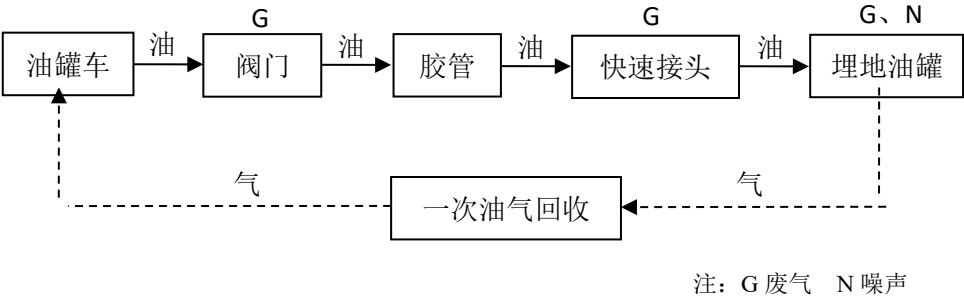 G G G、N
油 油 油 油
油罐车 阀门 胶管 快速接头 埋地油罐
气 气
一次油气回收
注：G 废气 N 噪声